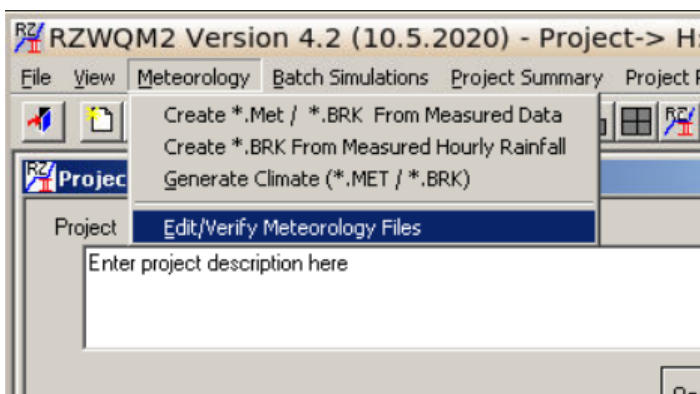 RZWQM2 Version 4.2 (10.5.2020) - Project-> H:
File View Meteorology Batch Simulations Project Summary Project
Create *.Met / *.BRK From Measured Data
Create *.BRK From Measured Hourly Rainfall
Generate Climate (*.MET / *.BRK)
Projec
Project
Edit/Verify Meteorology Files
Enter project description here